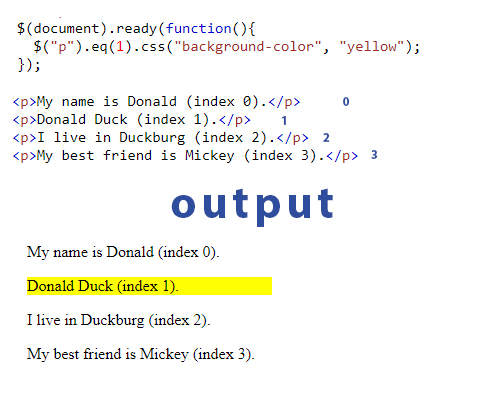 $(document).ready(function(){
  $("p").eq(1).css("background-color", "yellow");
});
<p>My name is Donald (index 0).</p> 0
<p>Donald Duck (index 1).</p> 1
<p>I live in Duckburg (index 2).</p> 2
<p>My best friend is Mickey (index 3).</p> 3
output
My name is Donald (index 0).
Donald Duck (index 1).
I live in Duckburg (index 2).
My best friend is Mickey (index 3).